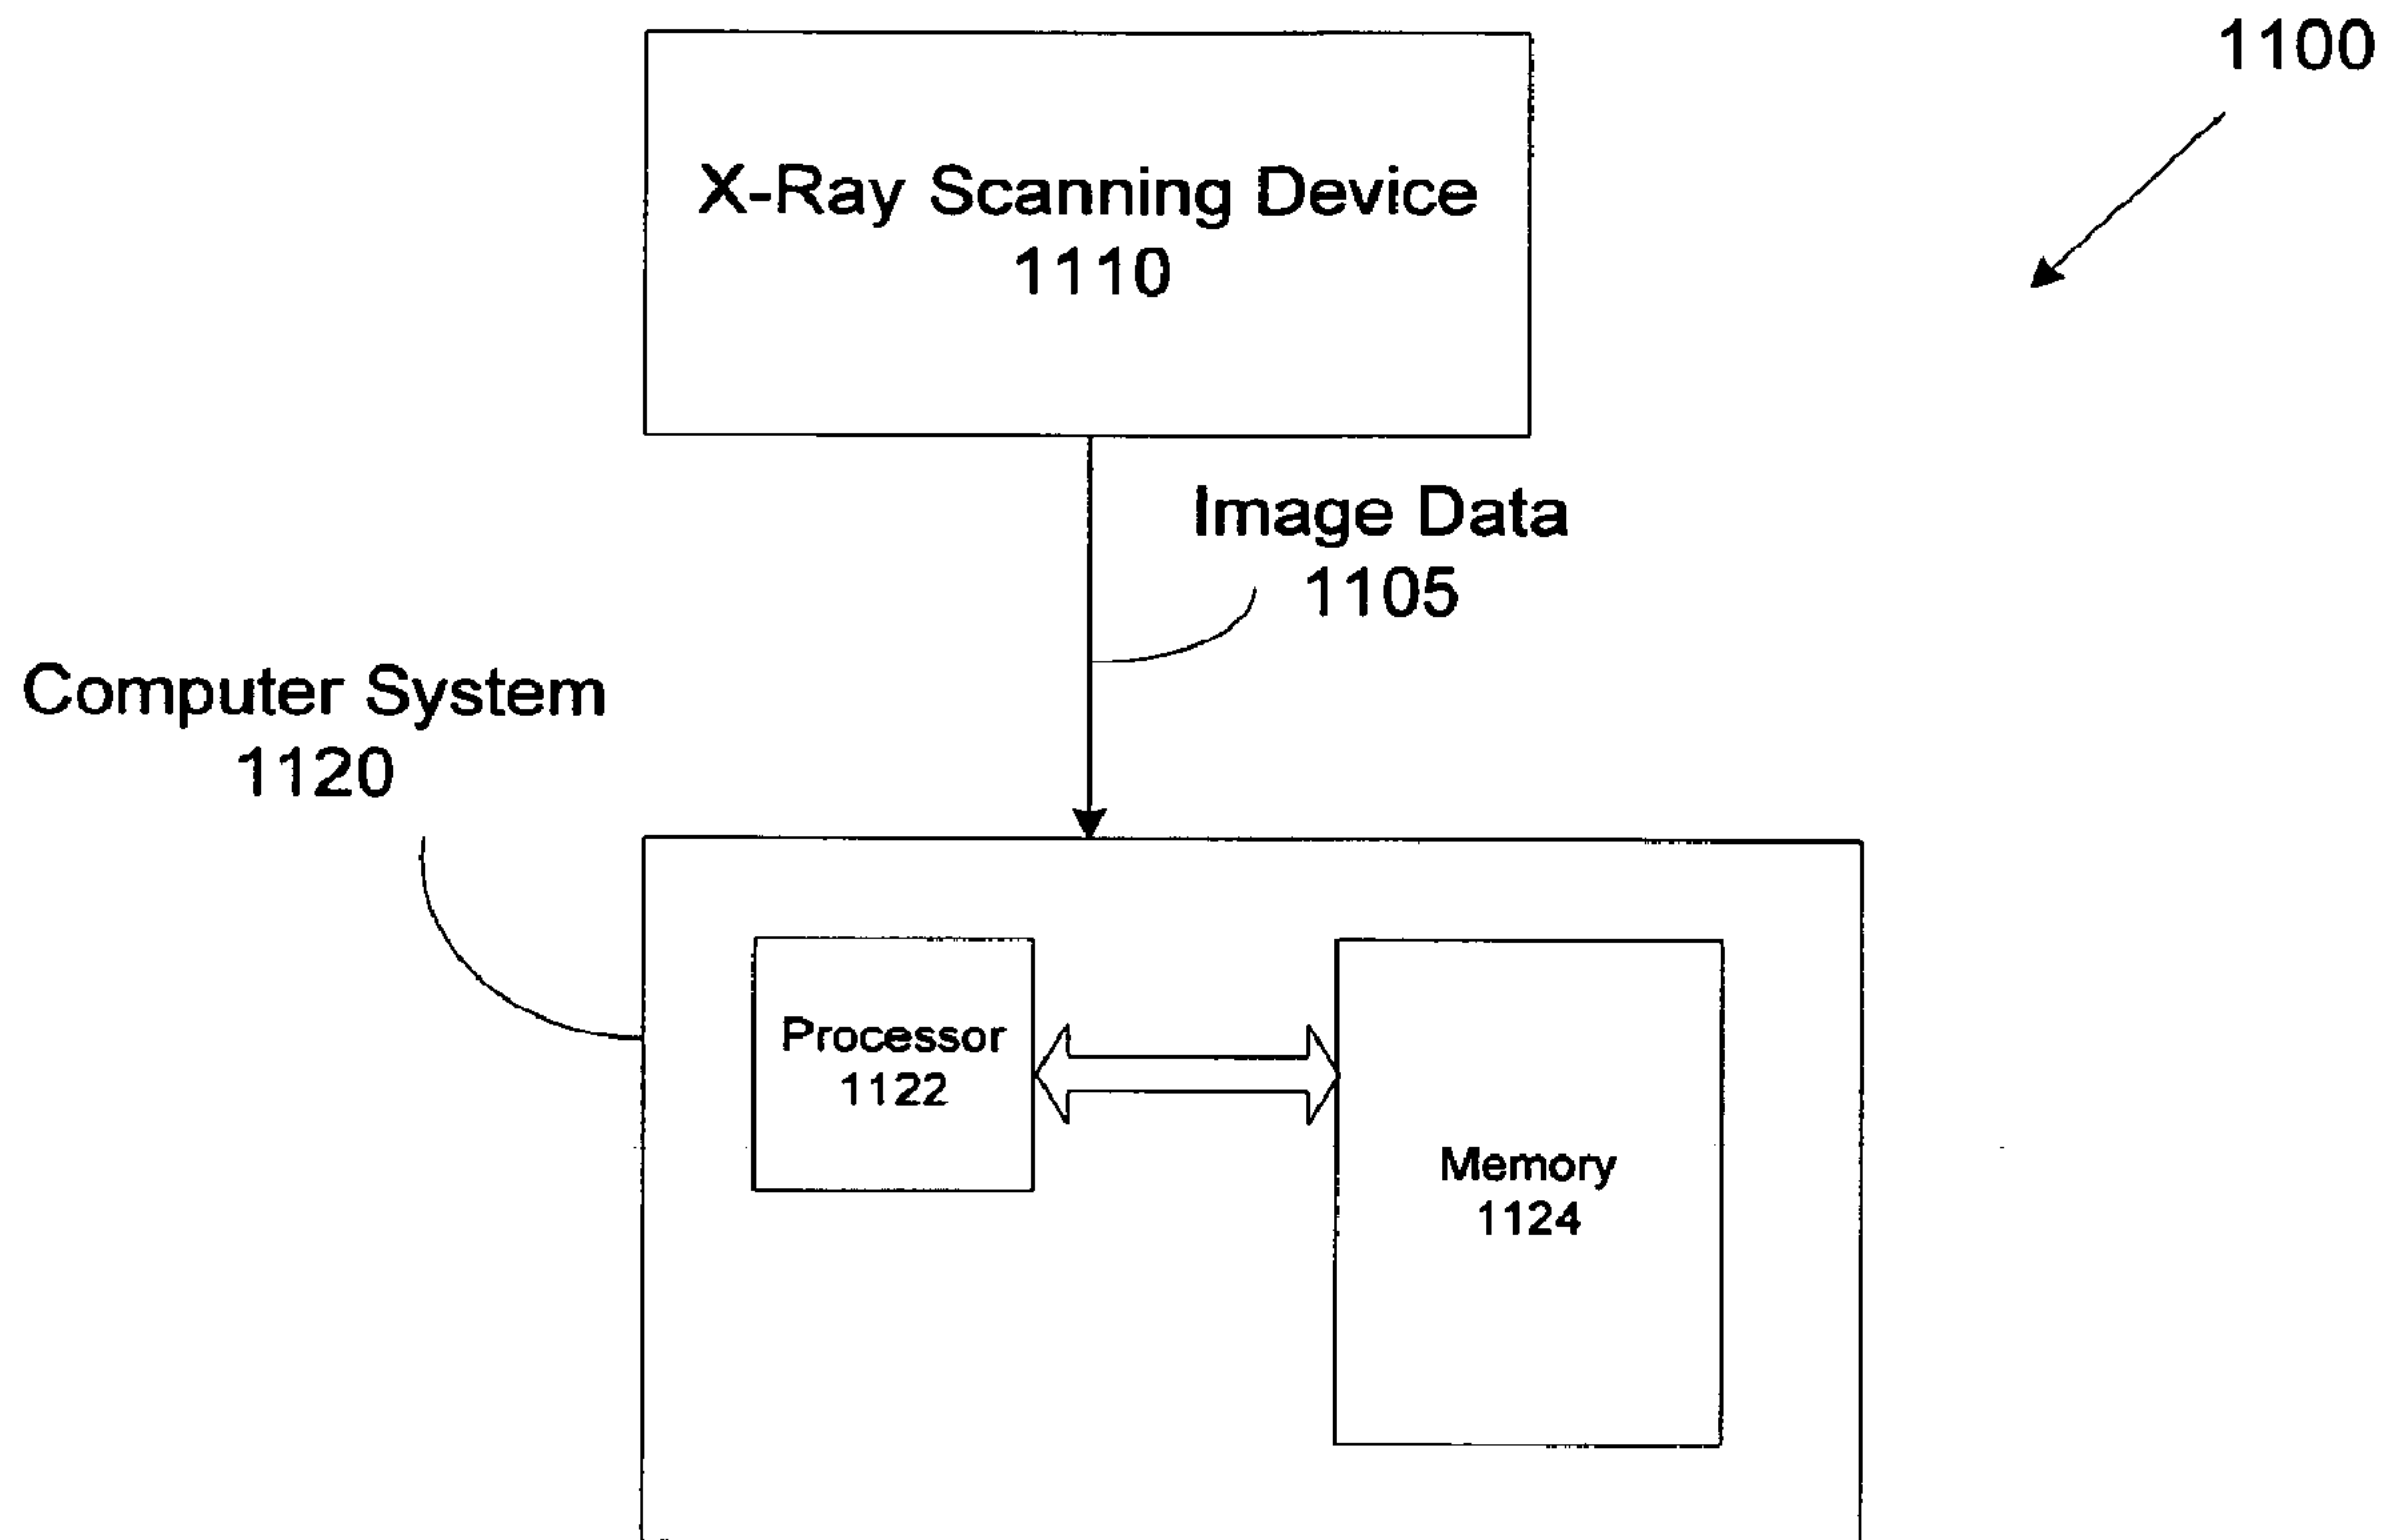 1100
X-Ray Scanning Device
1110
Image Data
1105
Computer System
1120
Processor
1122
Memory
1124